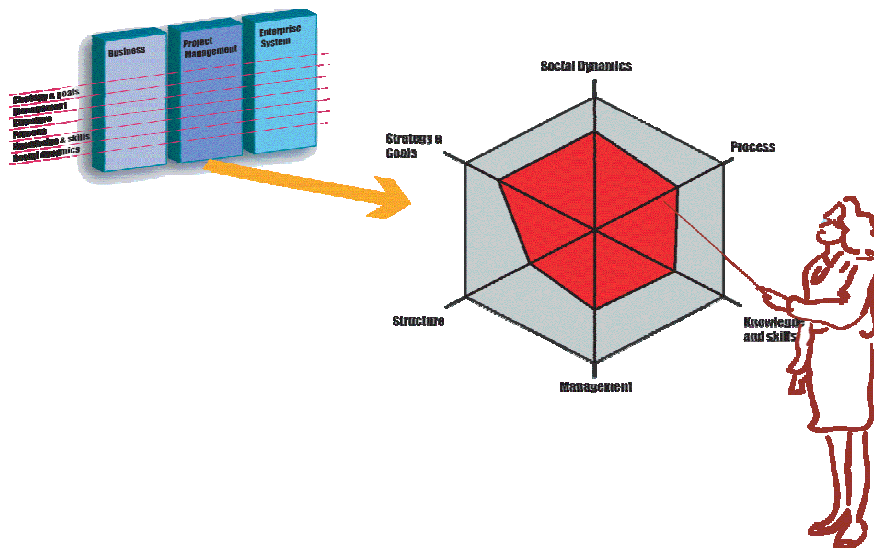 Business
Project
Management
Enterprise
System
Strategy & goals
Management
Structure
Process
Knowledge & skills
Social dynamics
Social Dynamics
Strategy &
Goals
Process
Structure
Knowledge
and skills
Management